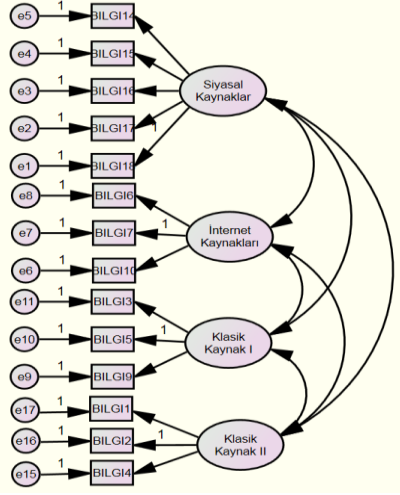 e5 1 BILGI14
e4 1 BILGI15
e3 1 BILGI16
Siyasal
Kaynaklar
e2 1 BILGI17 1
e1 1 BILGI18
e8 1 BILGI6
e7 1 BILGI7 1
İnternet
Kaynakları
e6 1 BILGI10
e11 1 BILGI3
e10 1 BILGI5 1
Klasik
Kaynak I
e9 1 BILGI9
e17 1 BILGI1
e16 1 BILGI2 1
Klasik
Kaynak II
e15 1 BILGI4